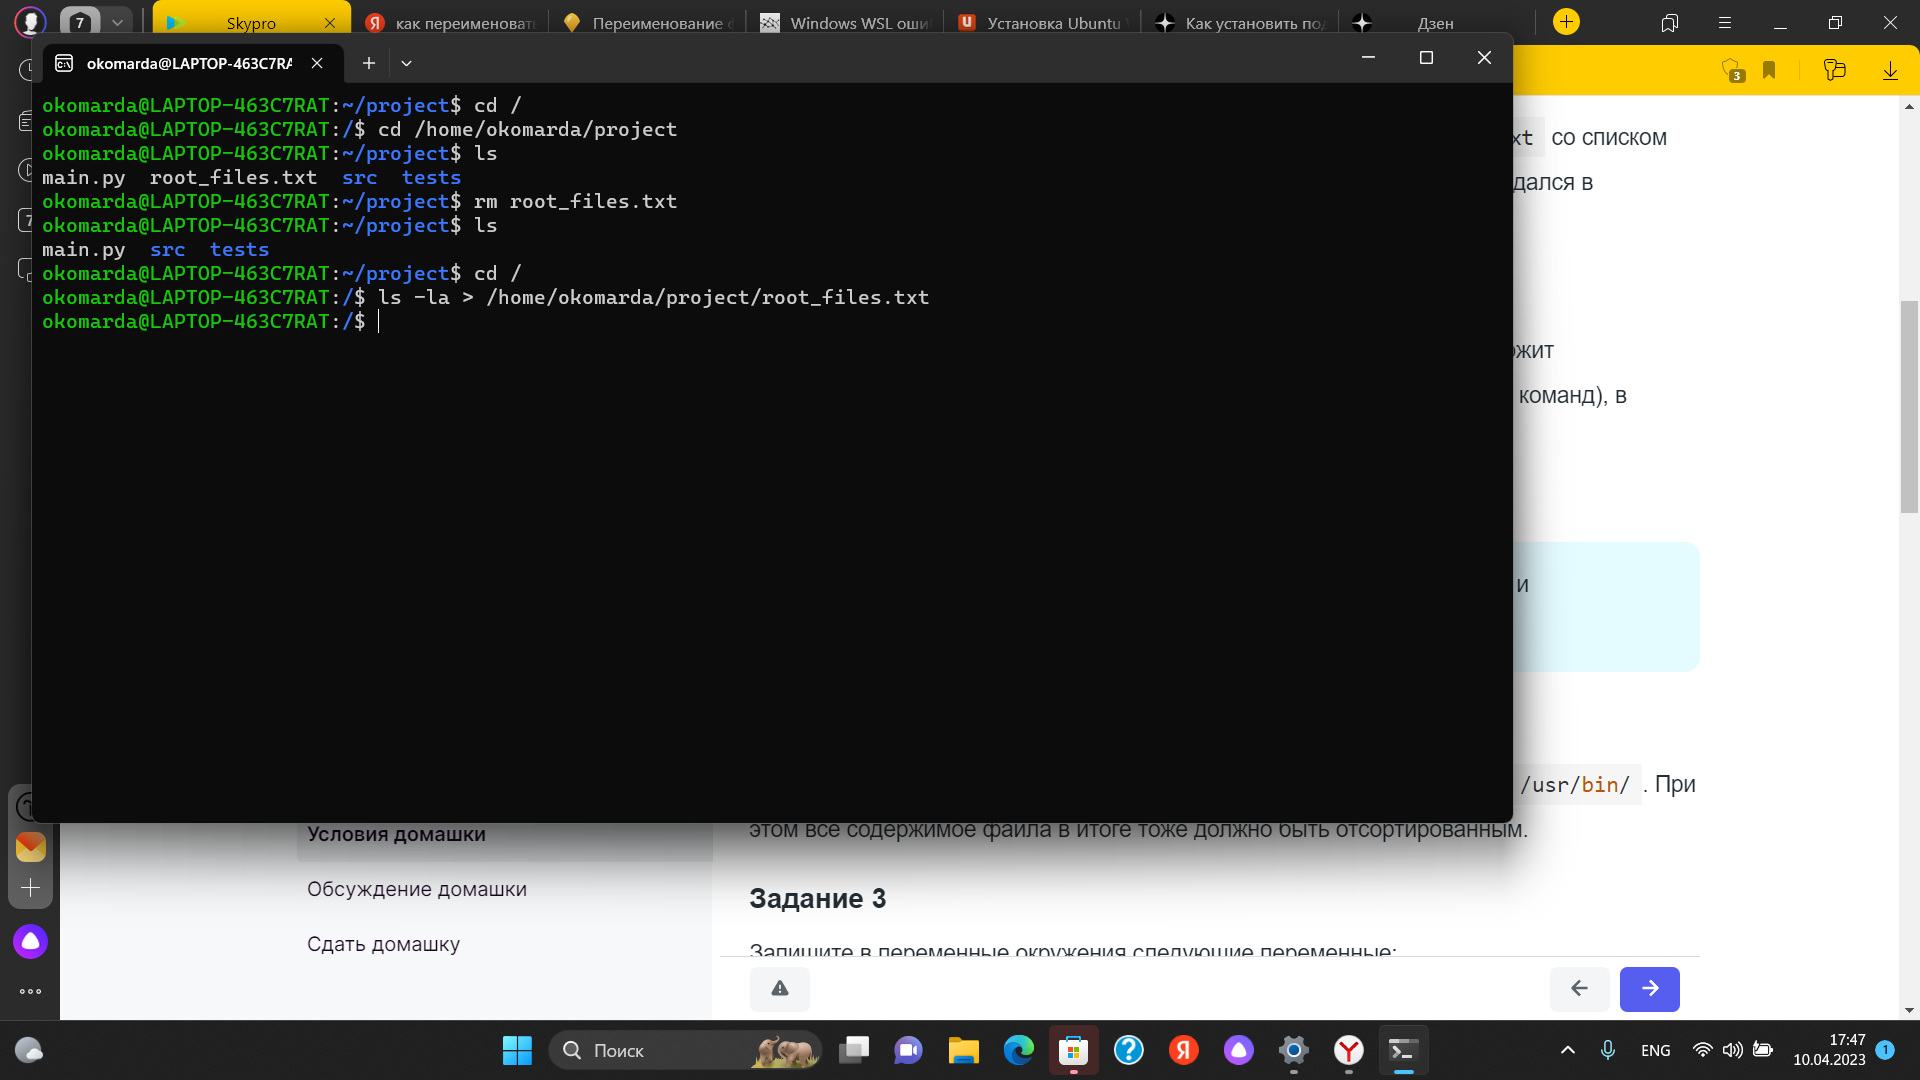 7
Skypro
как переименоват
Переименование
Windows WSL оши
Установка Ubuntu
Как установить по
Дзен
okomarda@LAPTOP-463C7RA
3
okomarda@LAPTOP-463C7RAT:~/project$ cd /
okomarda@LAPTOP-463C7RAT:/$ cd /home/okomarda/project
okomarda@LAPTOP-463C7RAT:~/project$ ls
main.py  root_files.txt  src  tests
okomarda@LAPTOP-463C7RAT:~/project$ rm root_files.txt
okomarda@LAPTOP-463C7RAT:~/project$ ls
main.py  src  tests
okomarda@LAPTOP-463C7RAT:~/project$ cd /
okomarda@LAPTOP-463C7RAT:/$ ls -la > /home/okomarda/project/root_files.txt
okomarda@LAPTOP-463C7RAT:/$
xt со списком
дался в
ожит
команд), в
и
/usr/bin/ . При
этом все содержимое файла в итоге тоже должно быть отсортированным.
Условия домашки
Обсуждение домашки
Сдать домашку
Задание 3
Запишите в переменные окружения следующие переменные:
Поиск
ENG
17:47
10.04.2023
1